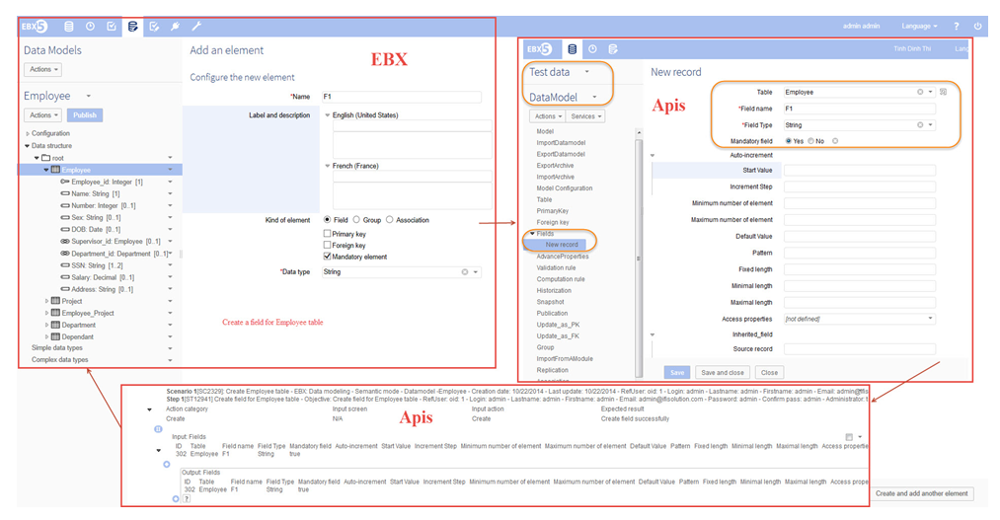 EBX5
admin admin Language ?
Data Models
Actions
Employee
Actions Publish
Configuration
Data structure
root
Employee
Employee_id: Integer [1]
Name: String [1]
Number: Integer [0..1]
Sex: String [0..1]
DOB: Date [0..1]
Supervisor_id: Employee [0..1]
Department_id: Department [0..1]
SSN: String [1..2]
Salary: Decimal [0..1]
Address: String [0..1]
Project
Employee_Project
Department
Dependant
Simple data types
Complex data types
Add an element
EBX
Configure the new element
*Name F1
Label and description English (United States)
French (France)
Kind of element Field Group Association
Primary key
Foreign key
Mandatory element
*Data type String
Create a field for Employee table
EBX5
Tinh Dinh Thi Lang
Test data
DataModel
Actions Services
Model
ImportDatamodel
ExportDatamodel
ExportArchive
ImportArchive
Model Configuration
Table
PrimaryKey
Foreign key
Fields
New record
AdvanceProperties
Validation rule
Computation rule
Historization
Snapshot
Publication
Update_as_PK
Update_as_FK
Group
ImportFromAModule
Replication
Association
New record
Apis
Table Employee
*Field name F1
*Field Type String
Mandatory field Yes No
Auto-increment
Start Value
Increment Step
Minimum number of element
Maximum number of element
Default Value
Pattern
Fixed length
Minimal length
Maximal length
Access properties [not defined]
Inherited_field
Source record
Save Save and close Close
Scenario 1[SC2329]: Create Employee table - EBX: Data modeling - Semantic mode - Datamodel -Employee - Creation date: 10/22/2014 - Last update: 10/22/2014 - RefUser: oid: 1 - Login: admin - Lastname: admin - Firstname: admin - Email: admin@ifisolution
Step 1[ST12941]:Create field for Employee table - Objective: Create field for Employee table - RefUser: oid: 1 - Login: admin - Lastname: admin - Firstname: admin - Email: admin@ifisolution.com - Password: admin - Confirm pass: admin - Administrator: t
Action category Input screen Input action Expected result
Create N/A Create Create field successfully
Apis
Input: Fields
ID Table Field name Field Type Mandatory field Auto-increment Start Value Increment Step Minimum number of element Maximum number of element Default Value Pattern Fixed length Minimal length Maximal length Access propertie
302 Employee F1 String true
Output: Fields
ID Table Field name Field Type Mandatory field Auto-increment Start Value Increment Step Minimum number of element Maximum number of element Default Value Pattern Fixed length Minimal length Maximal length Access prope
302 Employee F1 String true
?
Create and add another element